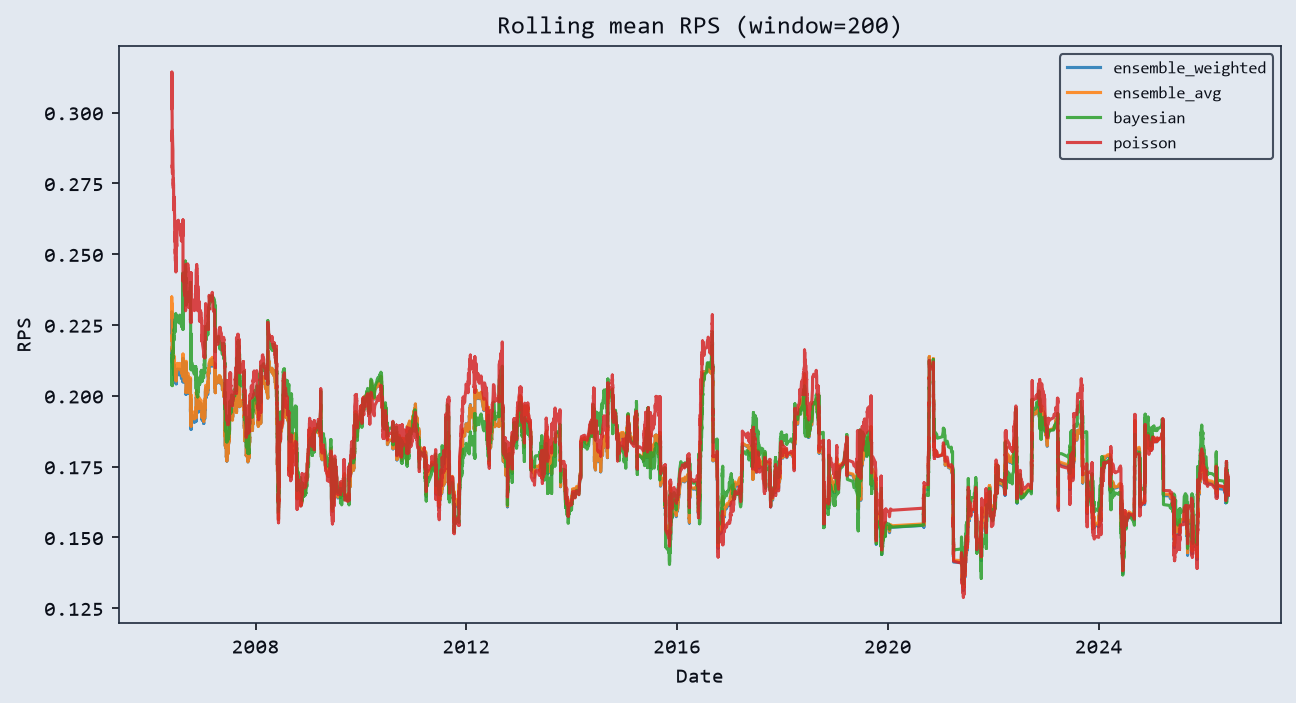 Rolling mean RPS (window=200)
ensemble_weighted
ensemble_avg
bayesian
poisson
0.300
0.275
0.250
0.225
0.200
0.175
0.150
0.125
RPS
2008
2012
2016
2020
2024
Date